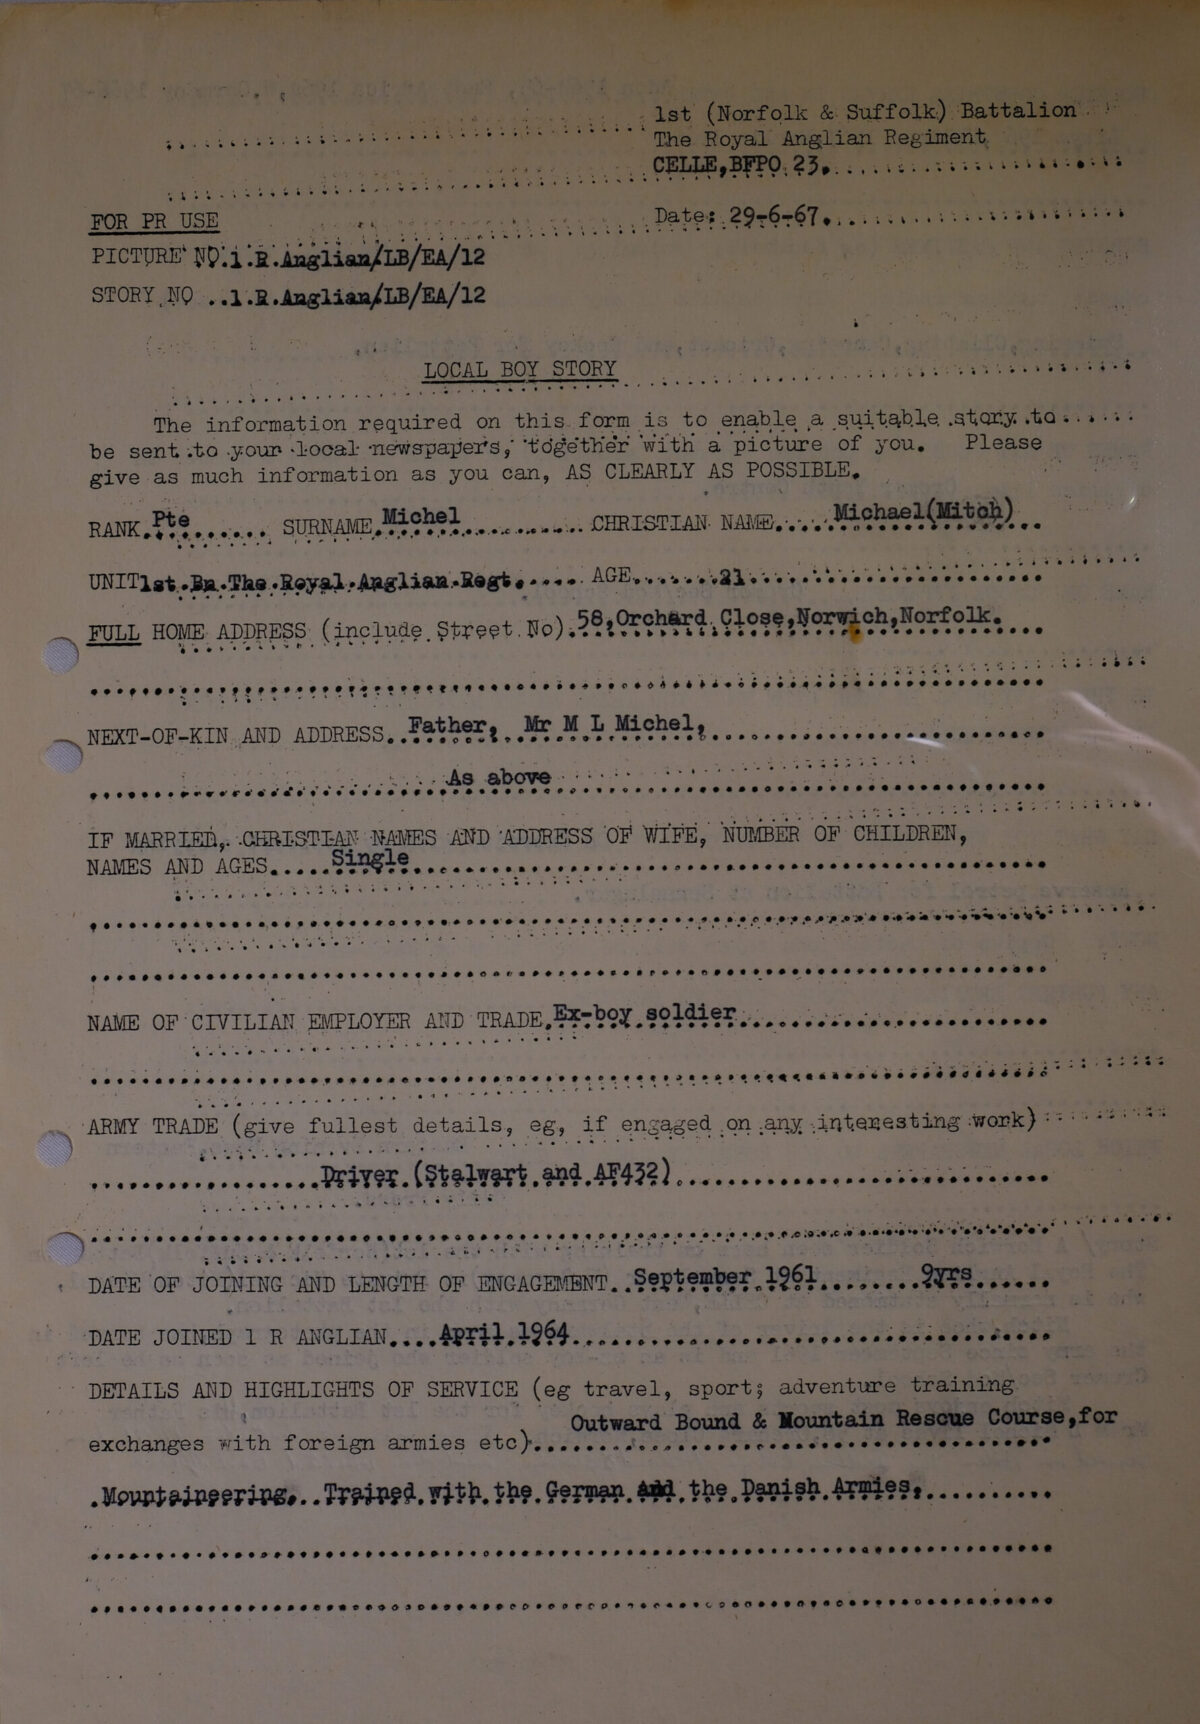 1st (Norfolk & Suffolk) Battalion
The Royal Anglian Regiment
CELLE,BFPO 23.
FOR PR USE
Date: 29-6-67.
PICTURE NO.1.R.Anglian/LB/EA/12
STORY NO ..1.R.Anglian/LB/EA/12
LOCAL BOY STORY
The information required on this form is to enable a suitable story to
be sent to your local newspapers, together with a picture of you. Please
give as much information as you can, AS CLEARLY AS POSSIBLE.
RANK.Pte....... SURNAME.Michel......... CHRISTIAN NAME.....Michael(Mitch)..
UNIT1st.Bn.The.Royal.Anglian.Regt...... AGE.......21.......
FULL HOME ADDRESS (include Street No).58,Orchard Close,Norwich,Norfolk.
NEXT-OF-KIN AND ADDRESS..Father, Mr M L Michel,
As above
IF MARRIED, CHRISTIAN NAMES AND ADDRESS OF WIFE, NUMBER OF CHILDREN,
NAMES AND AGES.....Single
NAME OF CIVILIAN EMPLOYER AND TRADE.Ex-boy soldier
ARMY TRADE (give fullest details, eg, if engaged on any interesting work)
Driver.(Stalwart and AF432)
DATE OF JOINING AND LENGTH OF ENGAGEMENT..September 1961........9yrs
DATE JOINED 1 R ANGLIAN....April.1964
DETAILS AND HIGHLIGHTS OF SERVICE (eg travel, sport; adventure training
exchanges with foreign armies etc)..Outward Bound & Mountain Rescue Course,for
.Mountaineering...Trained.with.the.German and.the.Danish Armies.